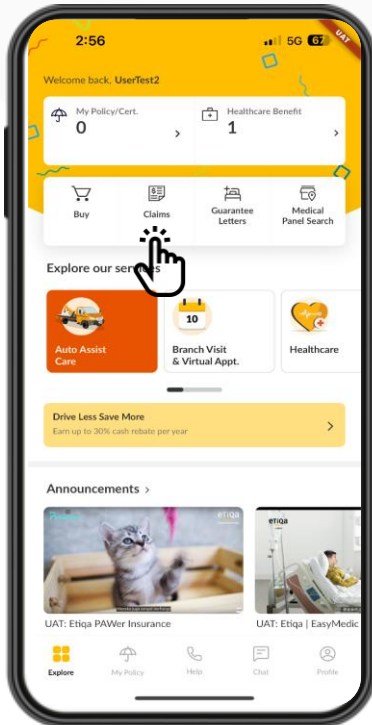 2:56
5G 67
UAT
Welcome back, UserTest2
My Policy/Cert.
0
Healthcare Benefit
1
Buy
Claims
Guarantee
Letters
Medical
Panel Search
Explore our services
Auto Assist
Care
10
Branch Visit
& Virtual Appt.
Healthcare
Drive Less Save More
Earn up to 30% cash rebate per year
Announcements
etiqa
etiqa
UAT: Etiqa PAWer Insurance
UAT: Etiqa | EasyMedic
Explore
My Policy
Help
Chat
Profile